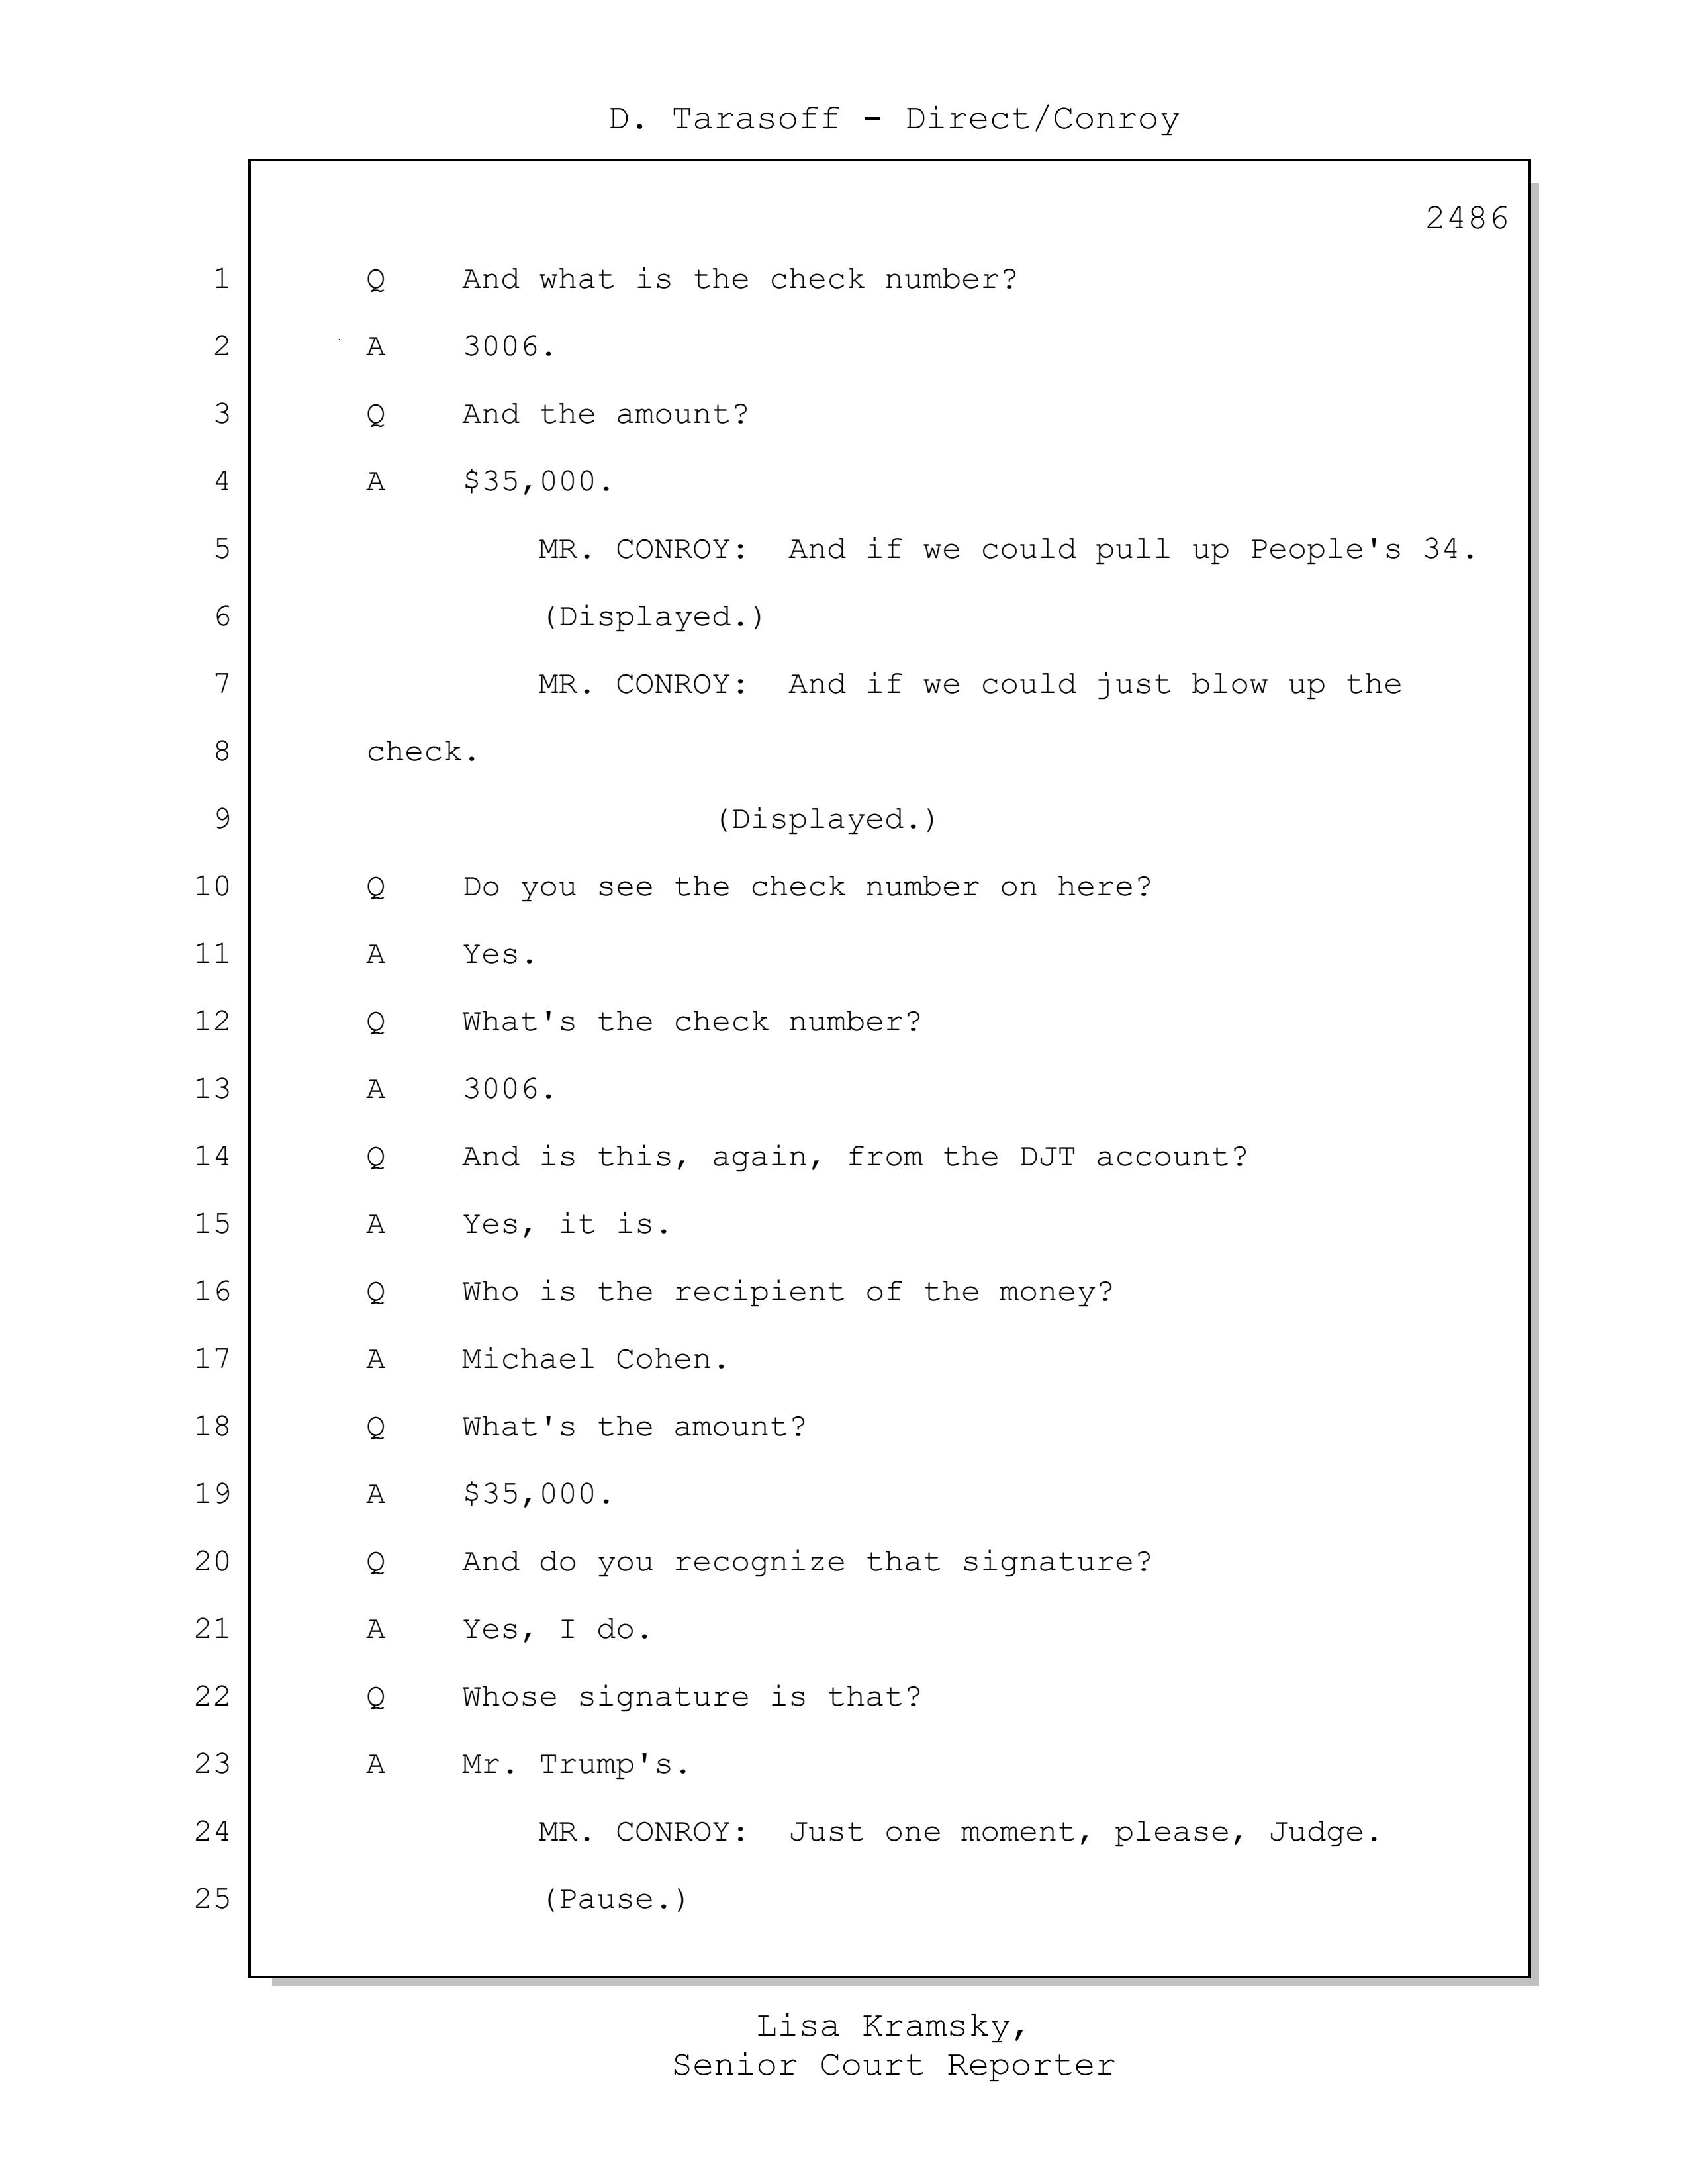 D. Tarasoff - Direct/Conroy
2486
1 Q And what is the check number?
2 A 3006.
3 Q And the amount?
4 A $35,000.
5 MR. CONROY: And if we could pull up People's 34.
6 (Displayed.)
7 MR. CONROY: And if we could just blow up the
8 check.
9 (Displayed.)
10 Q Do you see the check number on here?
11 A Yes.
12 Q What's the check number?
13 A 3006.
14 Q And is this, again, from the DJT account?
15 A Yes, it is.
16 Q Who is the recipient of the money?
17 A Michael Cohen.
18 Q What's the amount?
19 A $35,000.
20 Q And do you recognize that signature?
21 A Yes, I do.
22 Q Whose signature is that?
23 A Mr. Trump's.
24 MR. CONROY: Just one moment, please, Judge.
25 (Pause.)
Lisa Kramsky,
Senior Court Reporter